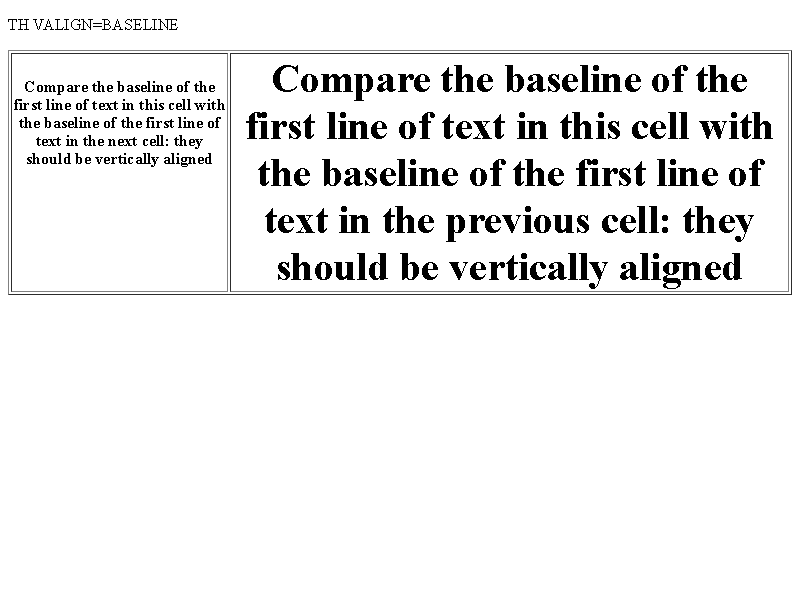 TH VALIGN=BASELINE
Compare the baseline of the
first line of text in this cell with
the baseline of the first line of
text in the next cell: they
should be vertically aligned
Compare the baseline of the
first line of text in this cell with
the baseline of the first line of
text in the previous cell: they
should be vertically aligned